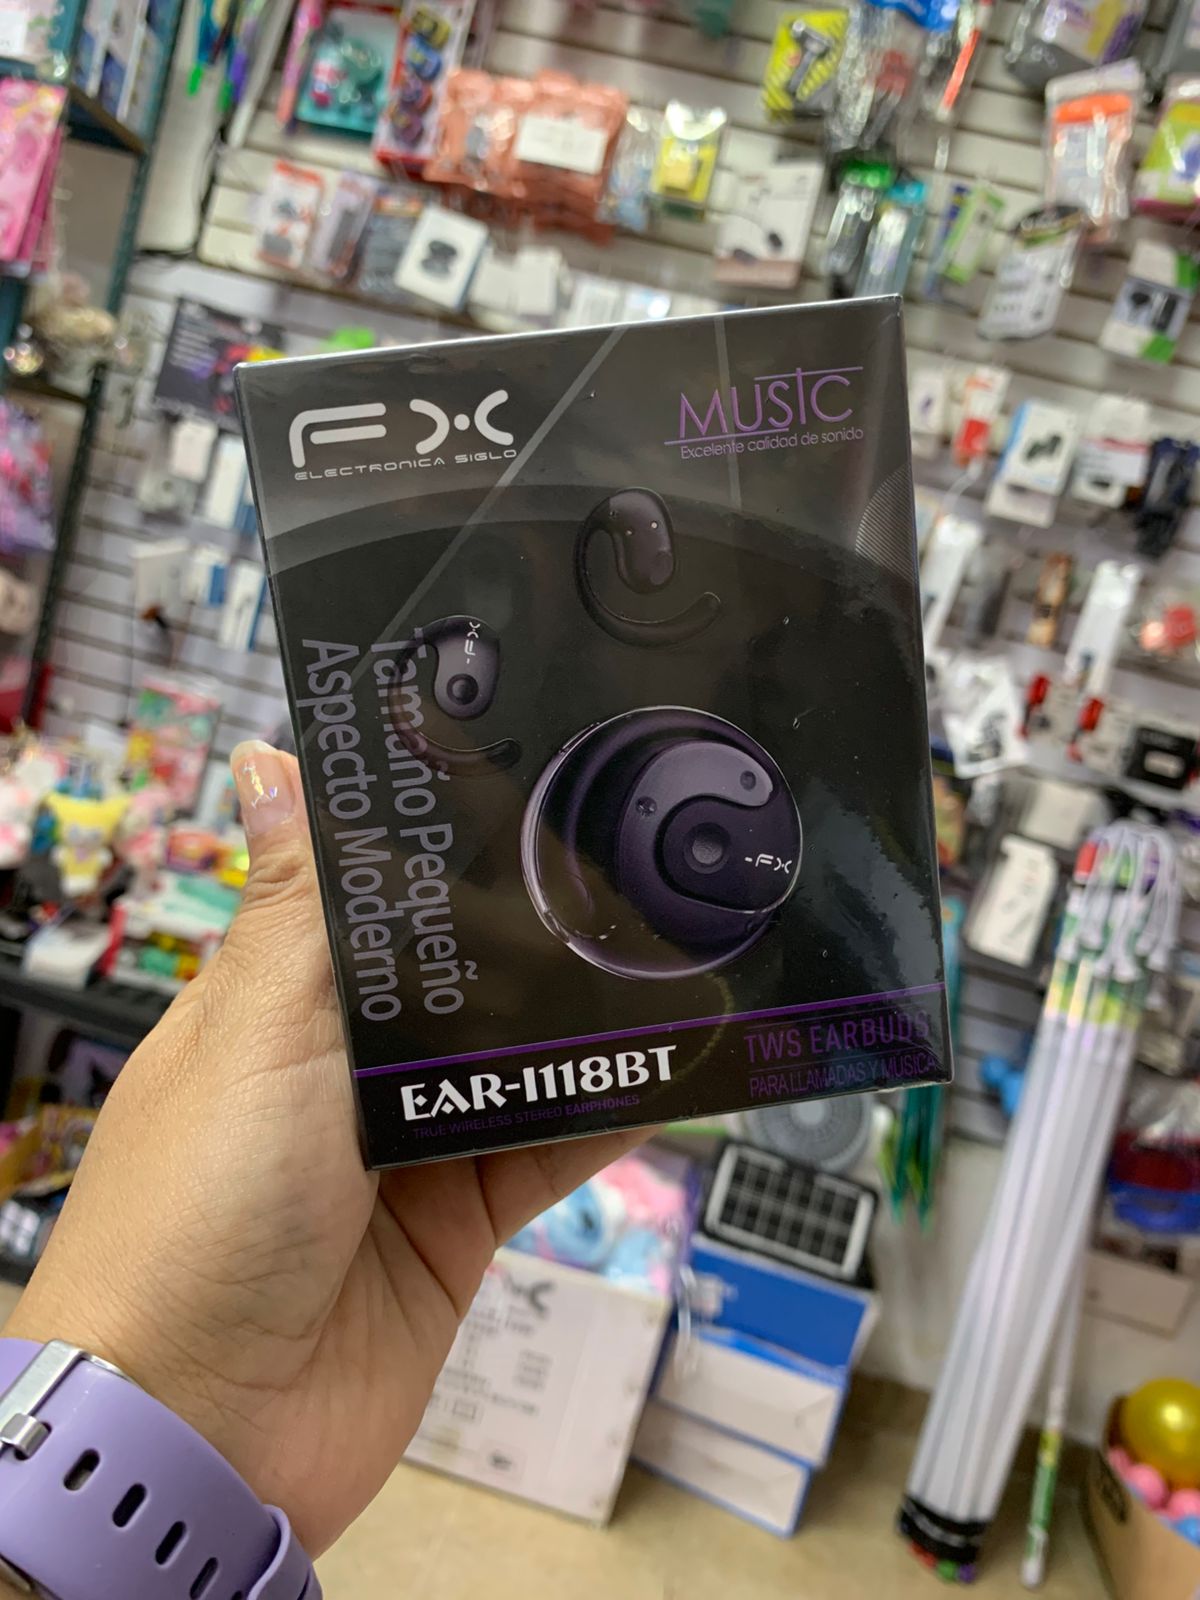 FX
ELECTRONICA SIGLO
MUSIC
Excelente calidad de sonido
FX
Tamaño Pequeño
Aspecto Moderno
-FX
EAR-1118BT
TRUE WIRELESS STEREO EARPHONES
TWS EARBUDS
PARA LLAMADAS Y MÚSICA